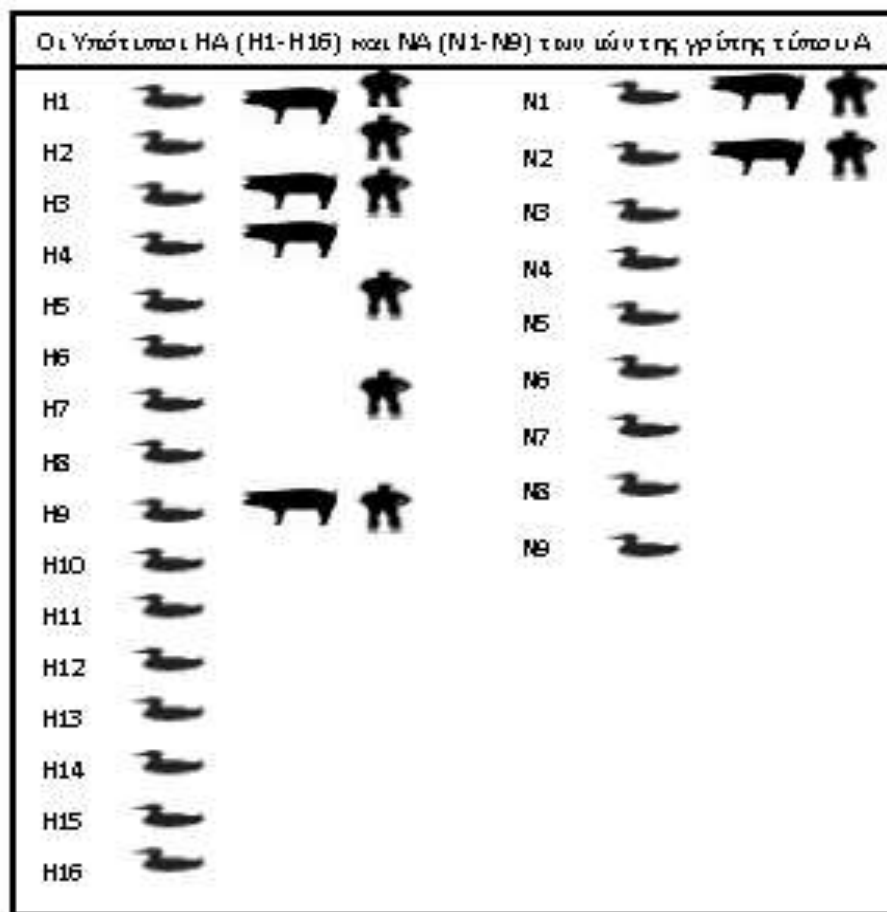 Οι Υπότυποι HA (H1-H16) και NA (N1-N9) των ιών της γρίπης τύπου A
H1
H2
H3
H4
H5
H6
H7
H8
H9
H10
H11
H12
H13
H14
H15
H16
N1
N2
N3
N4
N5
N6
N7
N8
N9